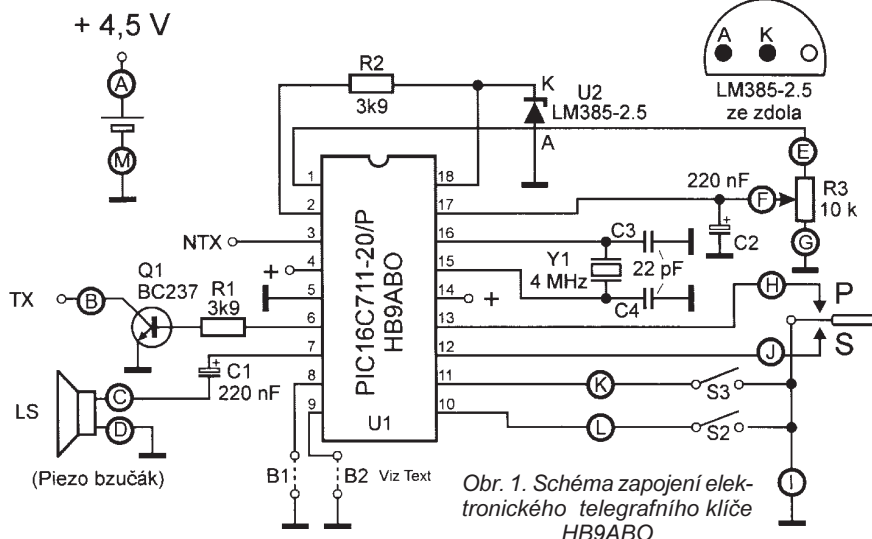 + 4,5 V
A
M
R2
3k9
K
U2
LM385-2.5
A
A K
LM385-2.5
ze zdola
E
R3
10 k
G
220 nF
F
C2
1
2
3
4
5
6
7
8
9
18
17
16
15
14
13
12
11
10
PIC16C711-20/P
HB9ABO
U1
NTX
+
+
+
+
TX
B
Q1
BC237
R1
3k9
C1
220 nF
LS
C
D
(Piezo bzučák)
B1
B2
Viz Text
C3
Y1
4 MHz
22 pF
C4
H
P
S
J
K
S3
L
S2
I
Obr. 1. Schéma zapojení elek-
tronického telegrafního klíče
HB9ABO